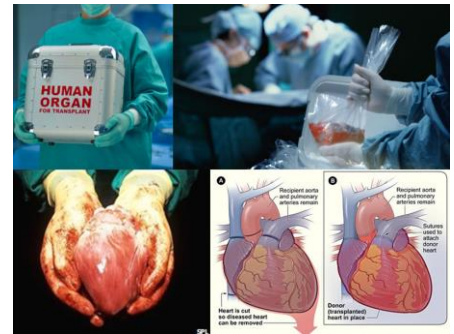 HUMAN
ORGAN
FOR TRANSPLANT
A
Recipient aorta
and pulmonary
arteries remain
Heart is cut
so diseased heart
can be removed
B
Recipient aorta
and pulmonary
arteries remain
Sutures
used to
attach
donor
heart
Donor
(transplanted)
heart in place
SPL